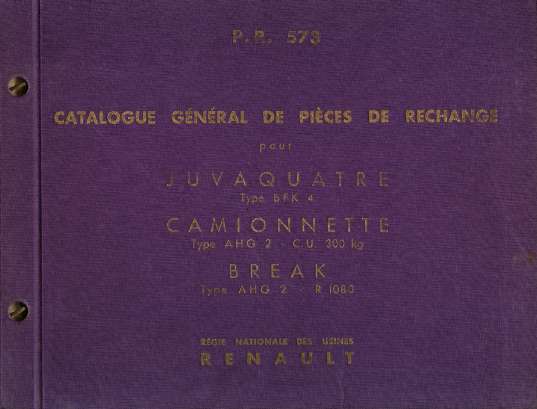 P.R. 573
CATALOGUE GÉNÉRAL DE PIÈCES DE RECHANGE
pour
JUVAQUATRE
Type BFK 4
CAMIONNETTE
Type AHG 2 - C.U. 300 kg
BREAK
Type AHG 2 - R 1083
RÉGIE NATIONALE DES USINES
RENAULT